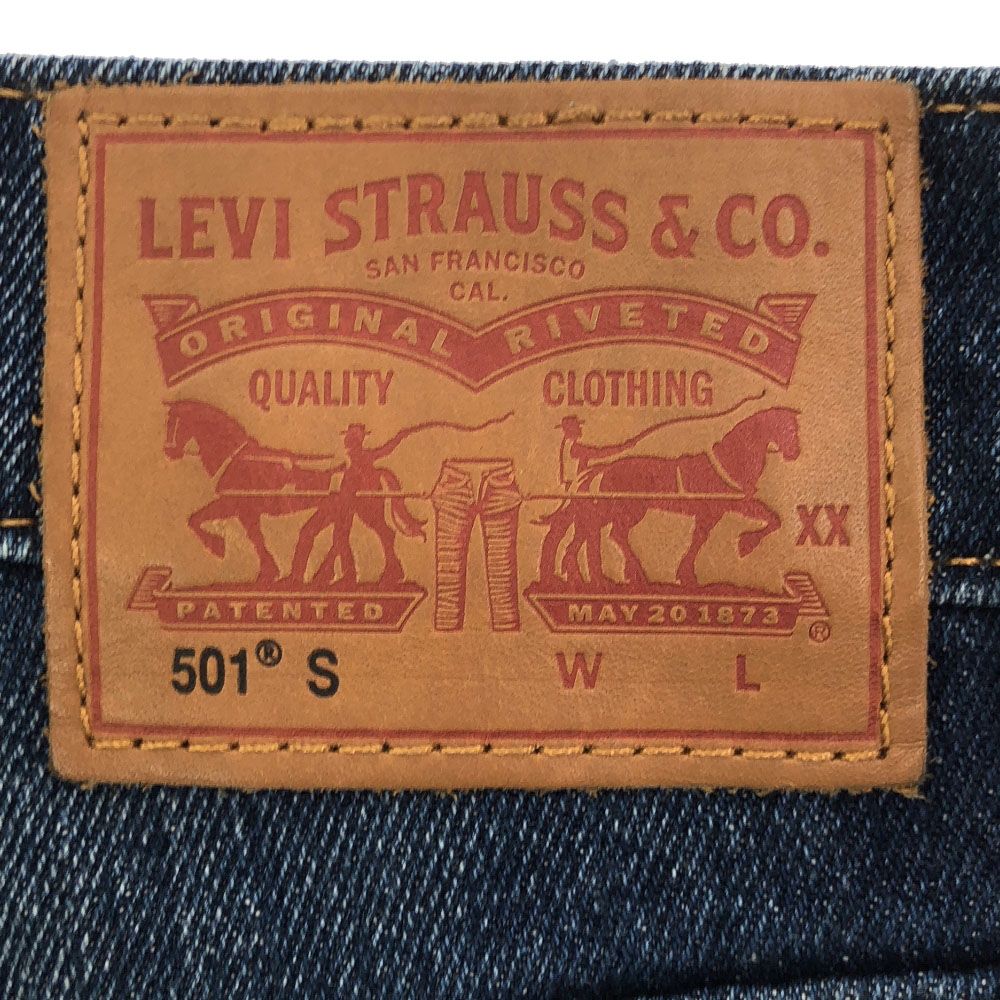 LEVI STRAUSS & CO.
SAN FRANCISCO
CAL.
ORIGINAL RIVETED
QUALITY CLOTHING
XX
PATENTED MAY 20 1873 ®
501® S W L